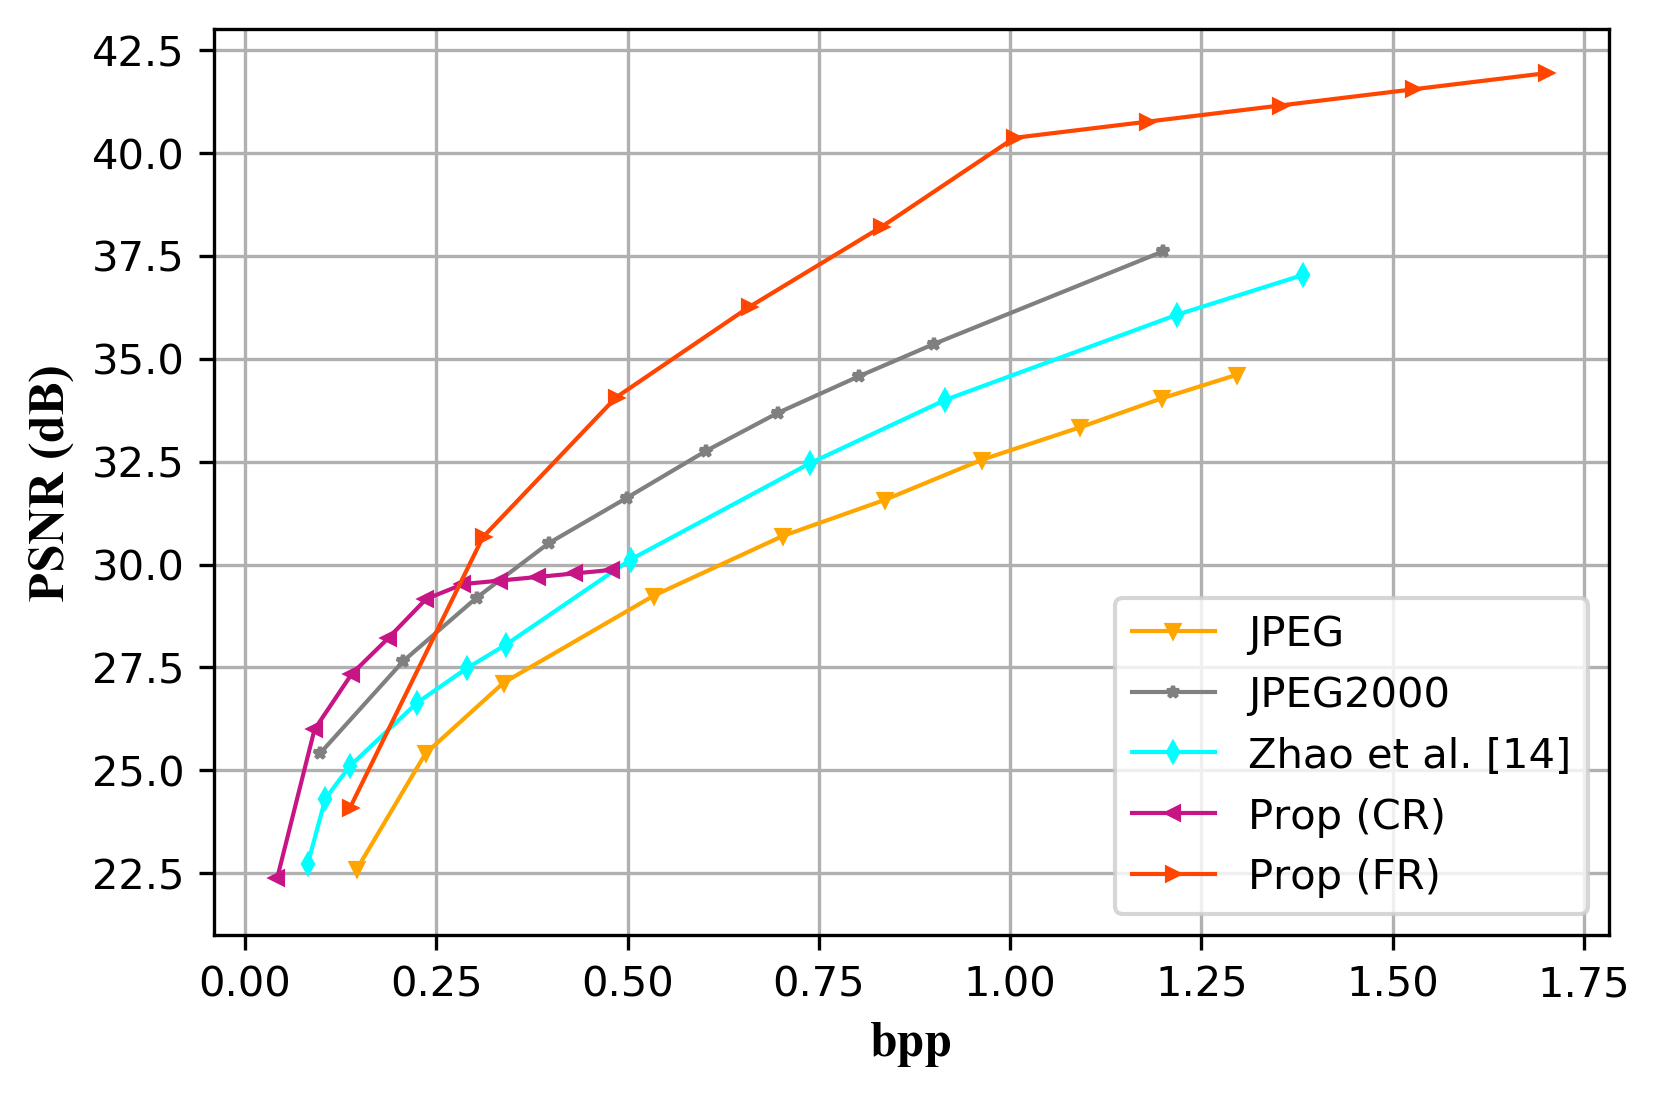 42.5
40.0
37.5
35.0
32.5
30.0
27.5
25.0
22.5
PSNR (dB)
0.00 0.25 0.50 0.75 1.00 1.25 1.50 1.75
bpp
JPEG
JPEG2000
Zhao et al. [14]
Prop (CR)
Prop (FR)